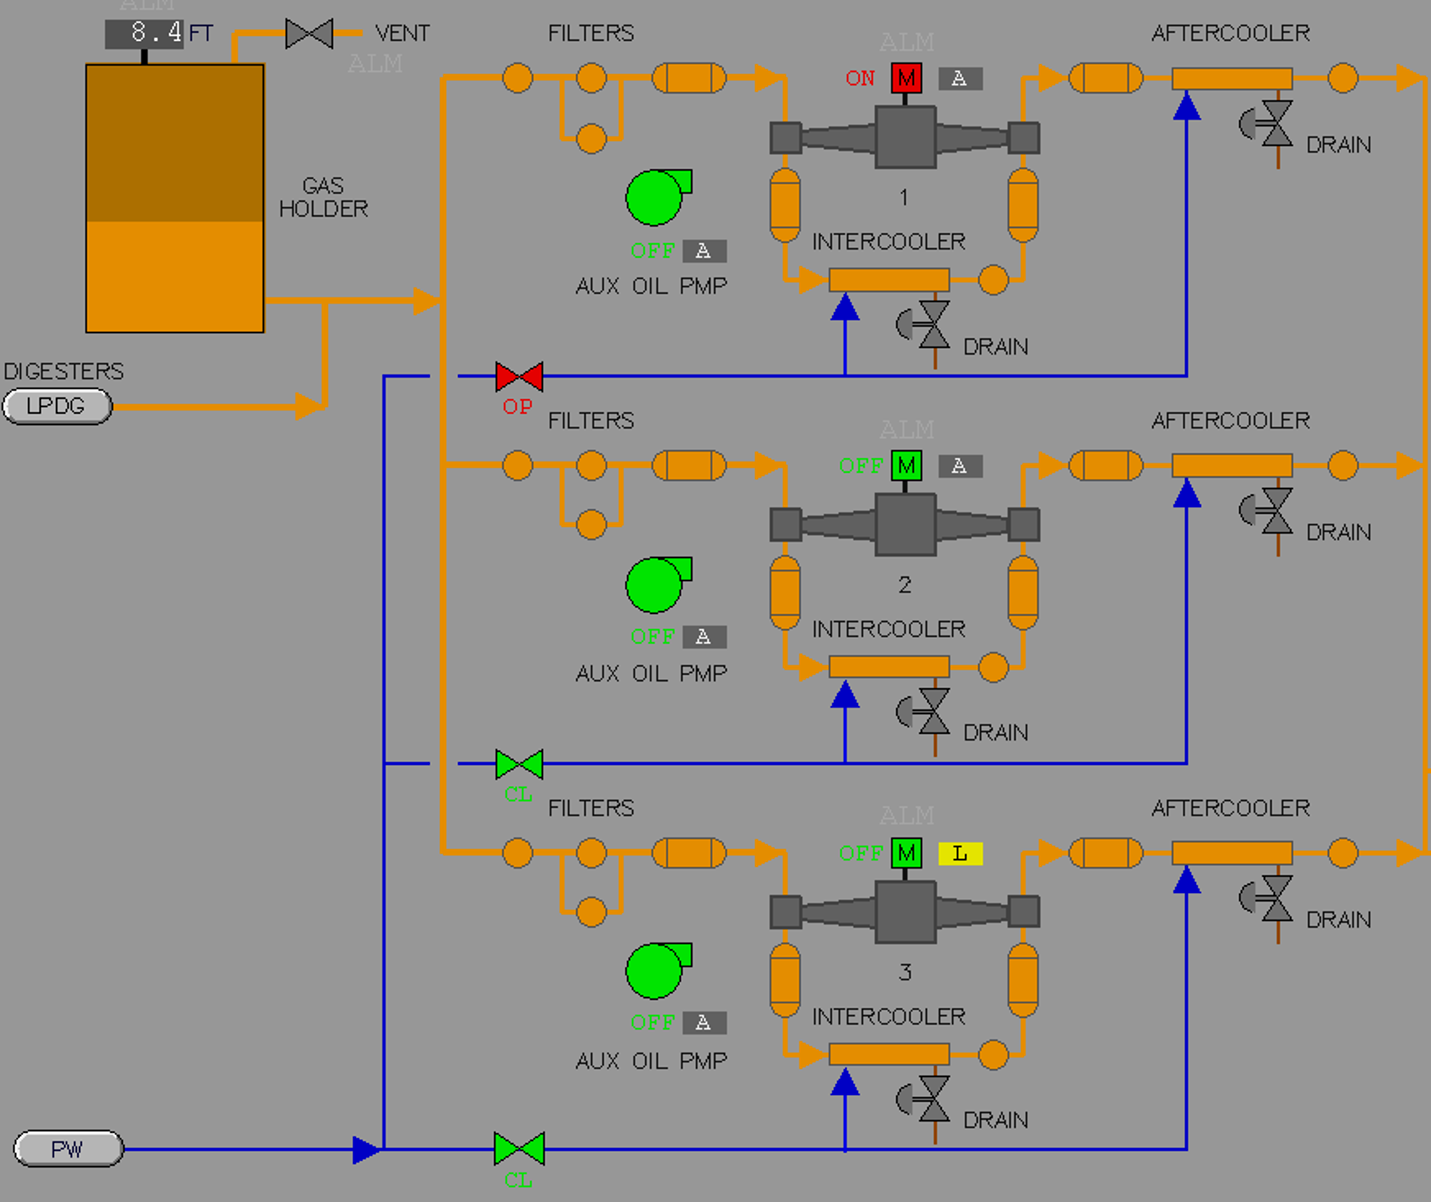 ALM
8.4 FT
VENT
ALM
FILTERS
ALM
AFTERCOOLER
ON M A
DRAIN
GAS
HOLDER
1
INTERCOOLER
OFF A
AUX OIL PMP
DRAIN
DIGESTERS
LPDG
OP
FILTERS
ALM
AFTERCOOLER
OFF M A
DRAIN
2
INTERCOOLER
OFF A
AUX OIL PMP
DRAIN
CL
FILTERS
ALM
AFTERCOOLER
OFF M L
DRAIN
3
INTERCOOLER
OFF A
AUX OIL PMP
DRAIN
PW
CL